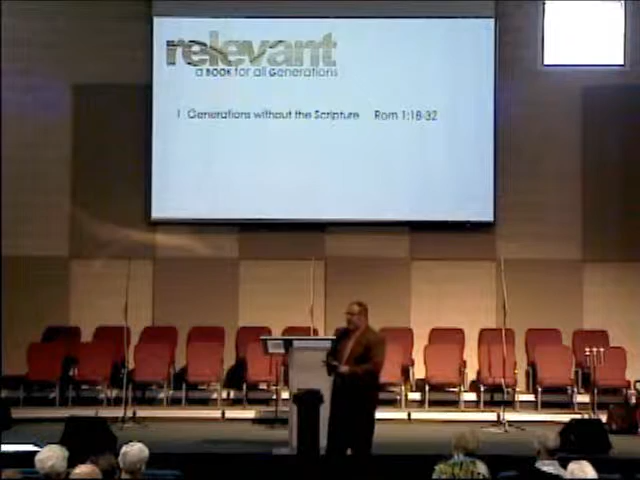 relevant
a BOOK for all Generations
1 Generations without the Scripture Rom 1:18-32